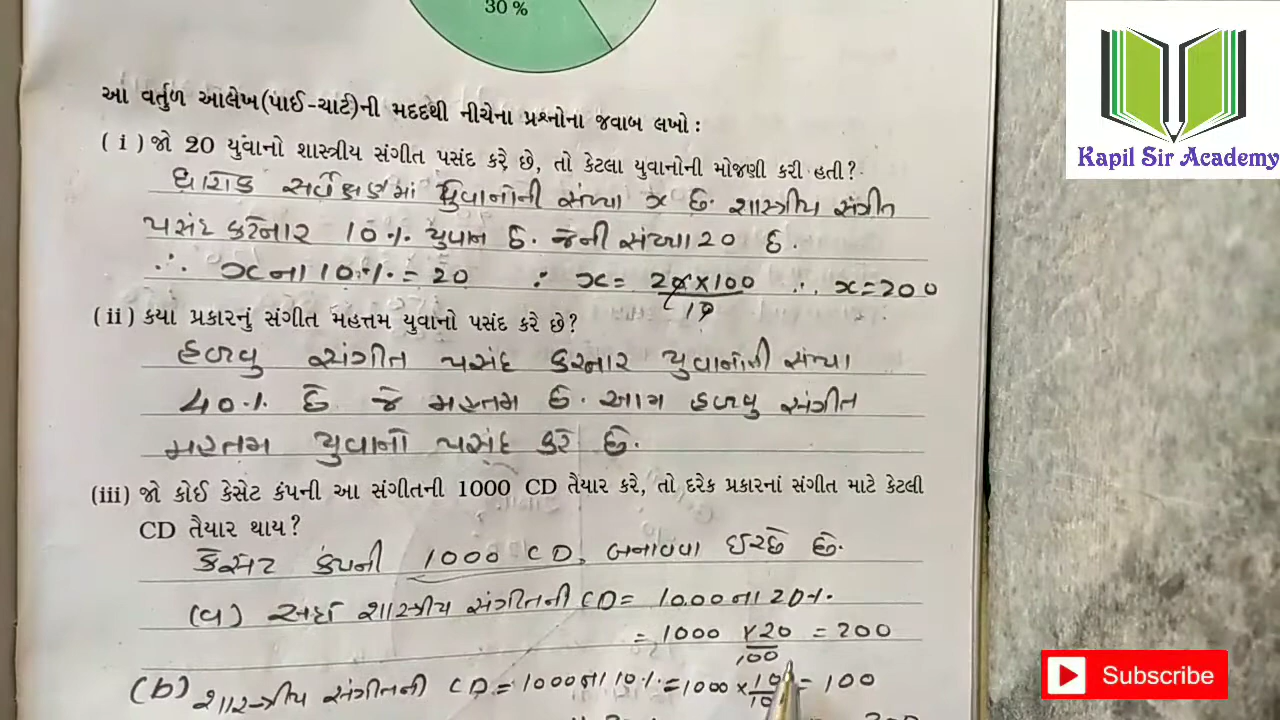 30 %
આ વર્તુળ આલેખ(પાઈ-ચાર્ટ)ની મદદથી નીચેના પ્રશ્નોના જવાબ લખો :
( i ) જો 20 યુવાનો શાસ્ત્રીય સંગીત પસંદ કરે છે, તો કેટલા યુવાનોની મોજણી કરી હતી?
ધારોકે સર્વેક્ષણમાં યુવાનોની સંખ્યા x છે. શાસ્ત્રીય સંગીત
પસંદ કરનાર 10% યુવાન છે. જેની સંખ્યા 20 છે.
∴ x ના 10% = 20 ∴ x = 20 × 100 / 10 ∴ x = 200
( ii ) કયા પ્રકારનું સંગીત મહત્તમ યુવાનો પસંદ કરે છે?
હળવુ સંગીત પસંદ કરનાર યુવાનોની સંખ્યા
40% છે જે મહત્તમ છે. આમ હળવુ સંગીત
મહત્તમ યુવાનો પસંદ કરે છે.
(iii) જો કોઈ કેસેટ કંપની આ સંગીતની 1000 CD તૈયાર કરે, તો દરેક પ્રકારનાં સંગીત માટે કેટલી
CD તૈયાર થાય?
કેસેટ કંપની 1000 CD બનાવવા ઈચ્છે છે.
(a) અર્ધ શાસ્ત્રીય સંગીતની CD = 1000 ના 20%
= 1000 × 20 / 100 = 200
(b) શાસ્ત્રીય સંગીતની CD = 1000 ના 10% = 1000 × 10 / 100 = 100
Kapil Sir Academy
Subscribe